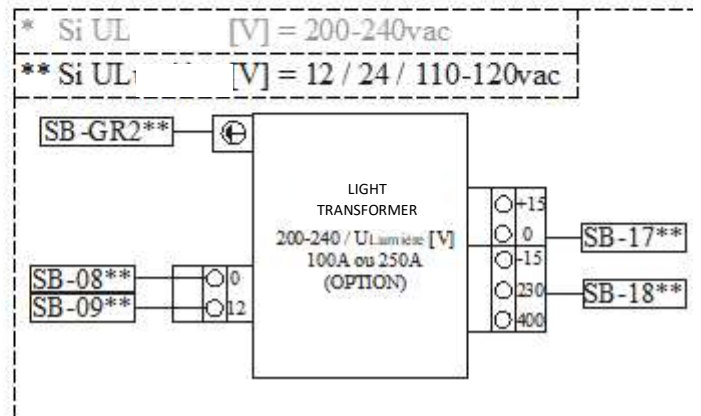 * Si UL [V] = 200-240vac
** Si UL [V] = 12 / 24 / 110-120vac
SB-GR2**
LIGHT
TRANSFORMER
200-240 / ULumière [V]
100A ou 250A
(OPTION)
+15
0
SB-17**
-15
230
SB-18**
400
SB-08**
0
SB-09**
12